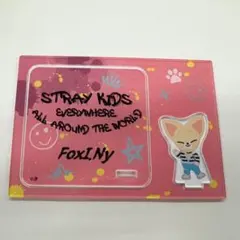 STRAY KIDS
EVERYWHERE
ALL AROUND THE WORLD
FoxI.Ny